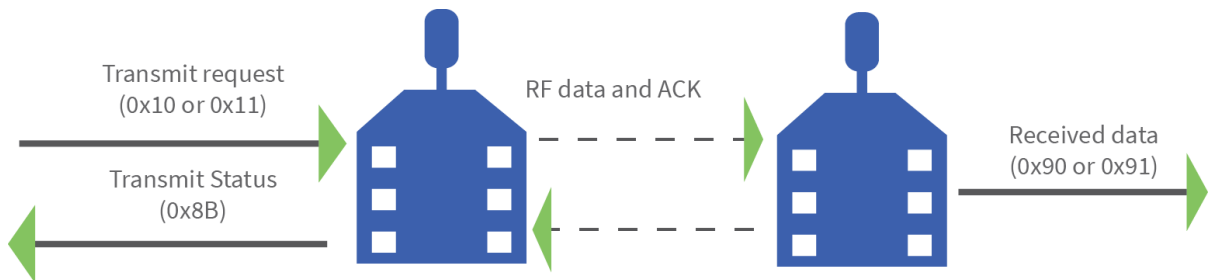 Transmit request
(0x10 or 0x11)
Transmit Status
(0x8B)
RF data and ACK
Received data
(0x90 or 0x91)